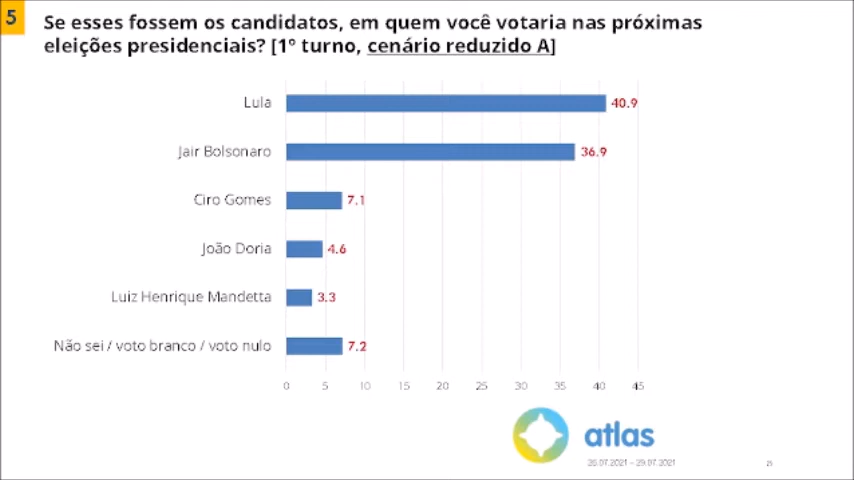 5
Se esses fossem os candidatos, em quem você votaria nas próximas
eleições presidenciais? [1º turno, cenário reduzido A]
Lula 40.9
Jair Bolsonaro 36.9
Ciro Gomes 7.1
João Doria 4.6
Luiz Henrique Mandetta 3.3
Não sei / voto branco / voto nulo 7.2
0 5 10 15 20 25 30 35 40 45
atlas
26.07.2021 – 29.07.2021